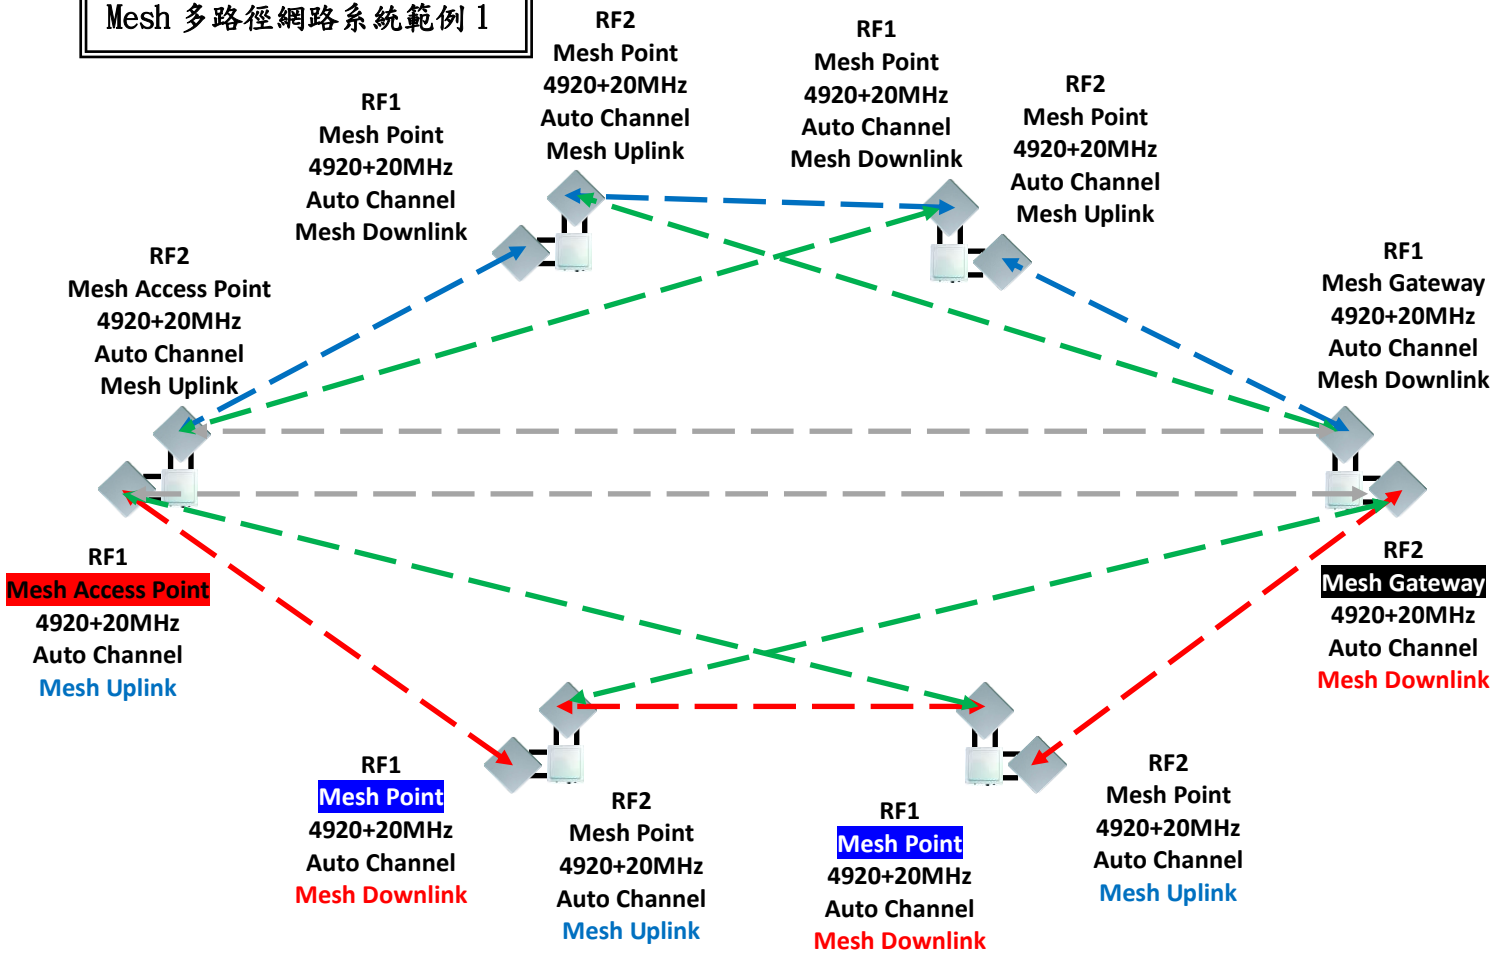 Mesh 多路徑網路系統範例 1
RF2
Mesh Point
4920+20MHz
Auto Channel
Mesh Uplink
RF1
Mesh Point
4920+20MHz
Auto Channel
Mesh Downlink
RF1
Mesh Point
4920+20MHz
Auto Channel
Mesh Downlink
RF2
Mesh Point
4920+20MHz
Auto Channel
Mesh Uplink
RF2
Mesh Access Point
4920+20MHz
Auto Channel
Mesh Uplink
RF1
Mesh Gateway
4920+20MHz
Auto Channel
Mesh Downlink
RF1
Mesh Access Point
4920+20MHz
Auto Channel
Mesh Uplink
RF2
Mesh Gateway
4920+20MHz
Auto Channel
Mesh Downlink
RF1
Mesh Point
4920+20MHz
Auto Channel
Mesh Downlink
RF2
Mesh Point
4920+20MHz
Auto Channel
Mesh Uplink
RF1
Mesh Point
4920+20MHz
Auto Channel
Mesh Downlink
RF2
Mesh Point
4920+20MHz
Auto Channel
Mesh Uplink